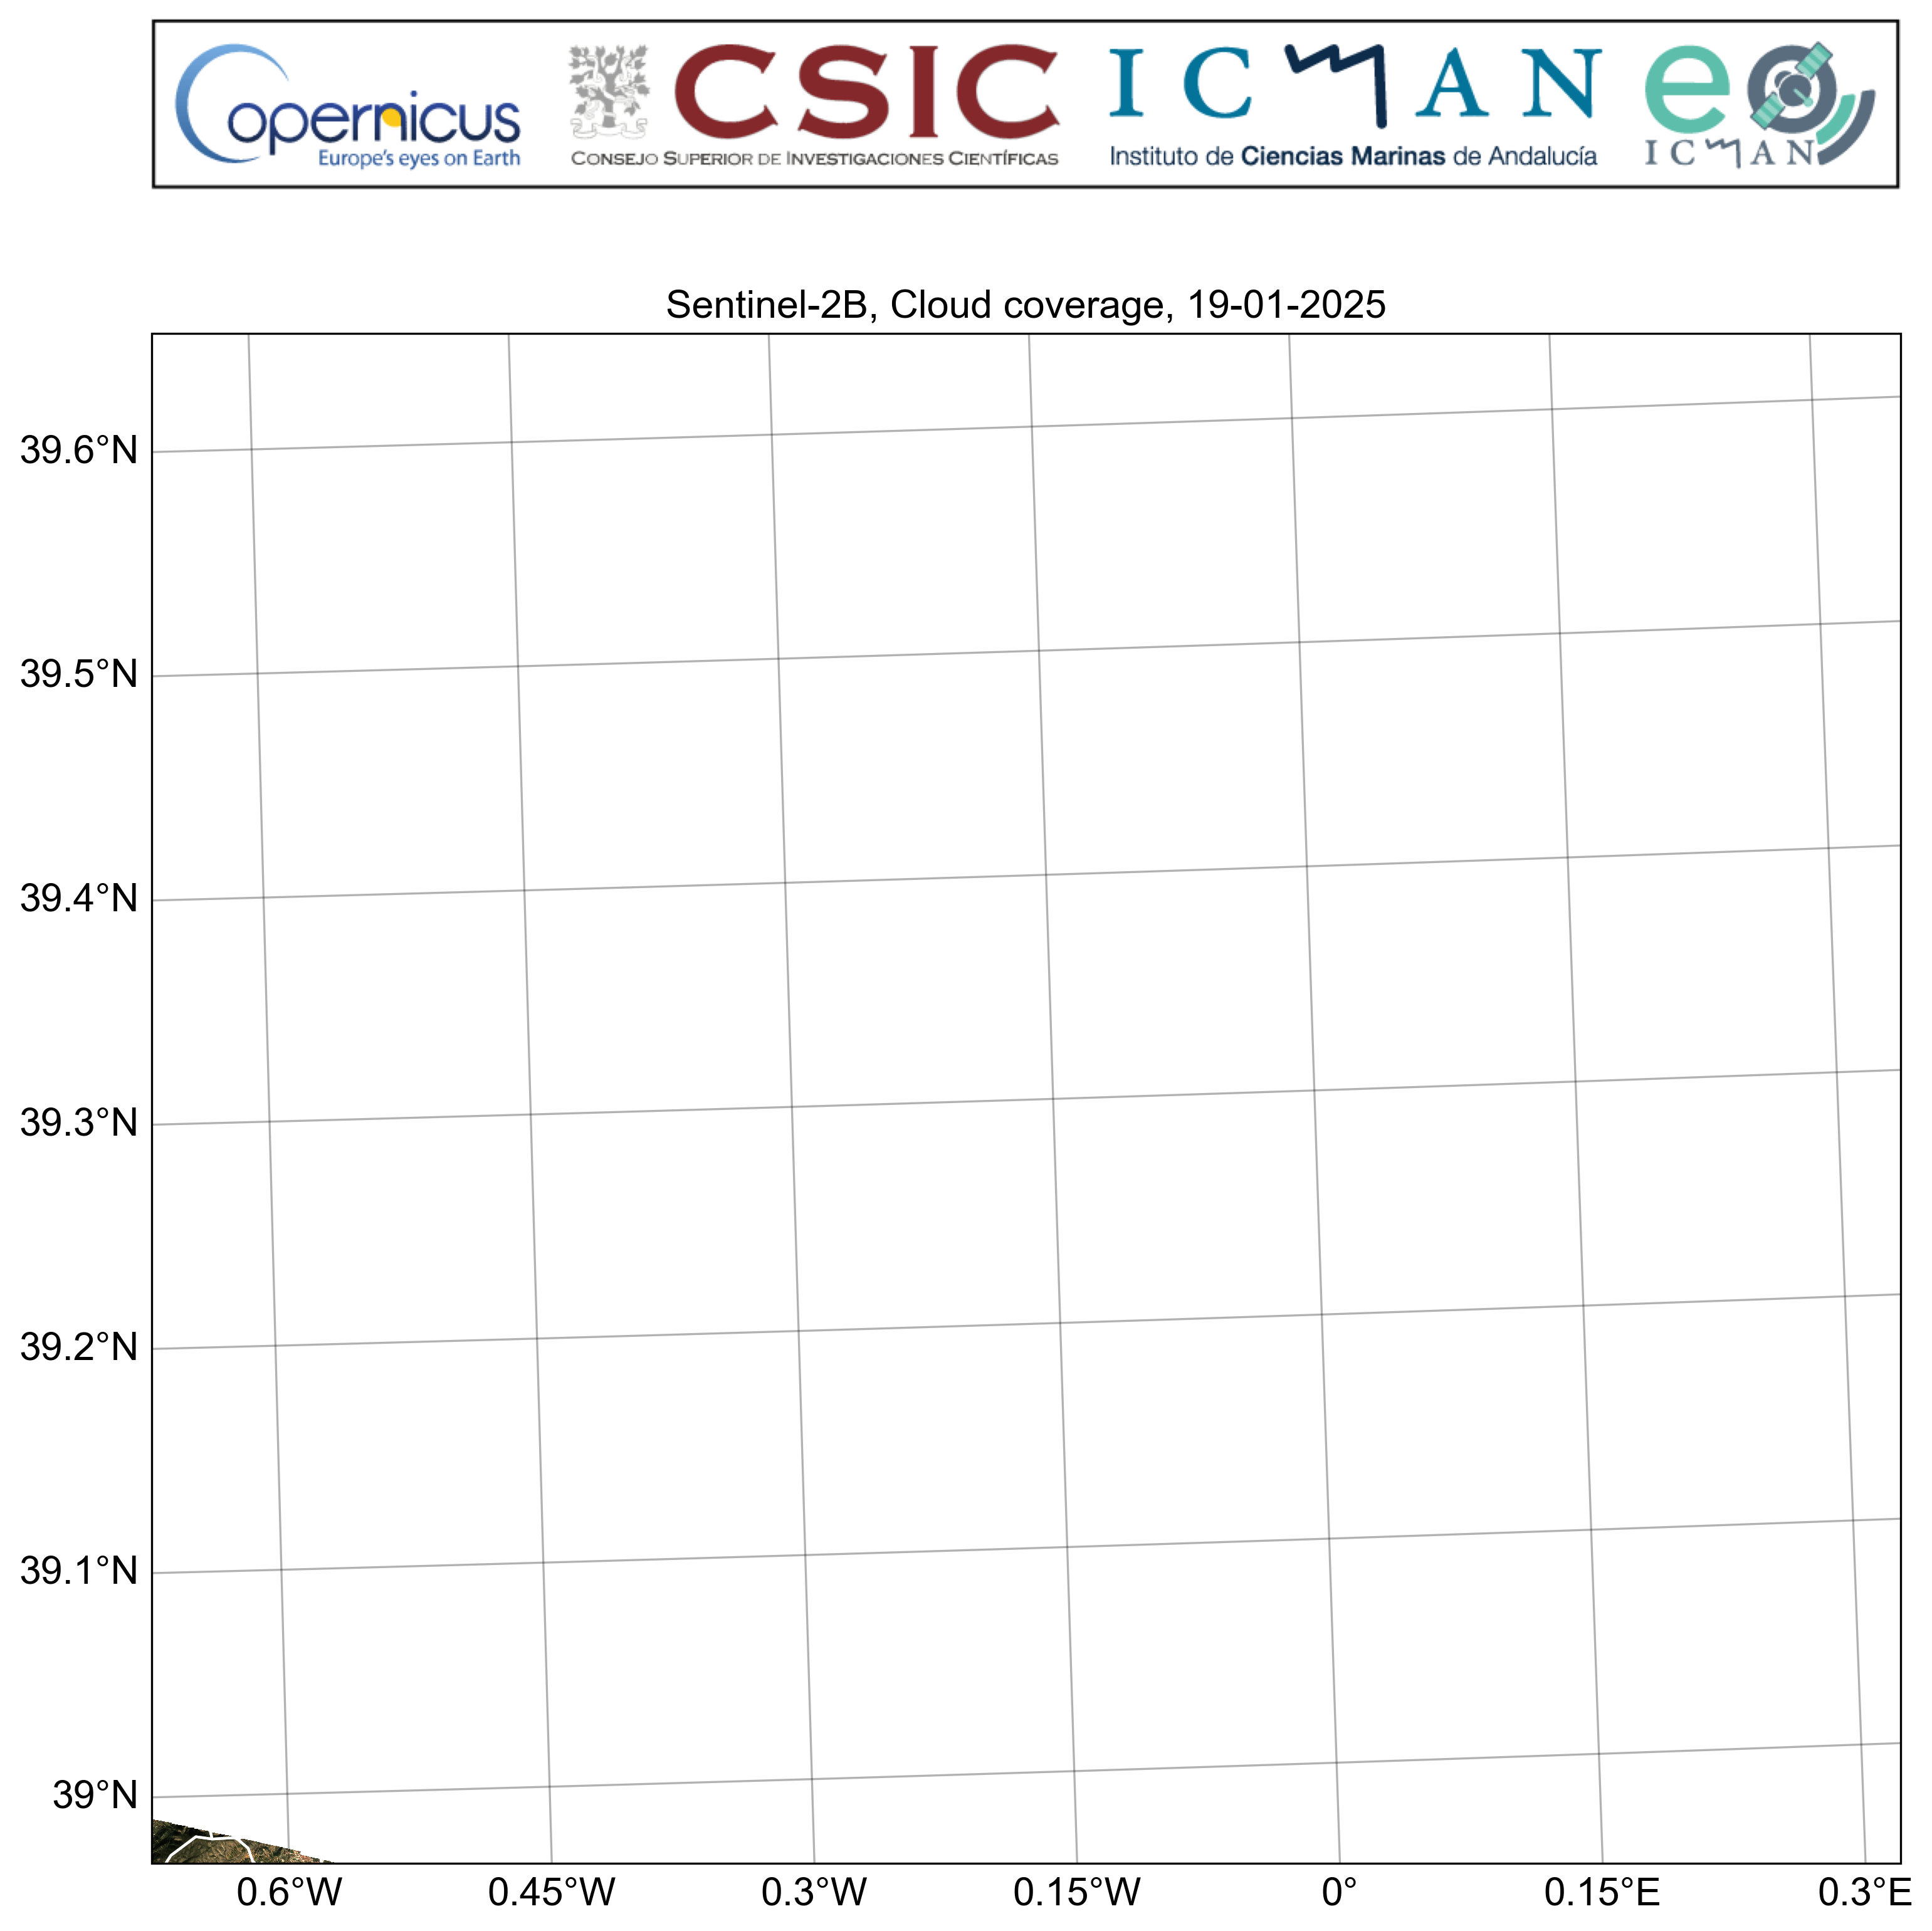 Copernicus
Europe's eyes on Earth
CSIC
CONSEJO SUPERIOR DE INVESTIGACIONES CIENTÍFICAS
ICMAN
Instituto de Ciencias Marinas de Andalucía
eo
ICMAN
Sentinel-2B, Cloud coverage, 19-01-2025
39.6°N
39.5°N
39.4°N
39.3°N
39.2°N
39.1°N
39°N
0.6°W 0.45°W 0.3°W 0.15°W 0° 0.15°E 0.3°E